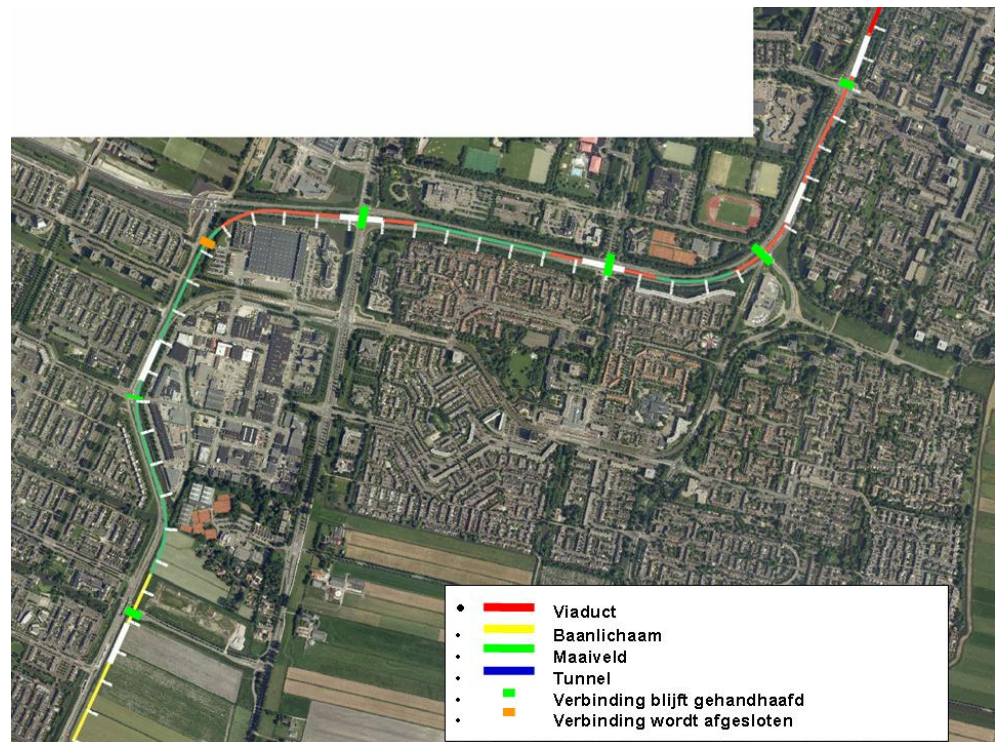 Viaduct
Baanlichaam
Maaiveld
Tunnel
Verbinding blijft gehandhaafd
Verbinding wordt afgesloten